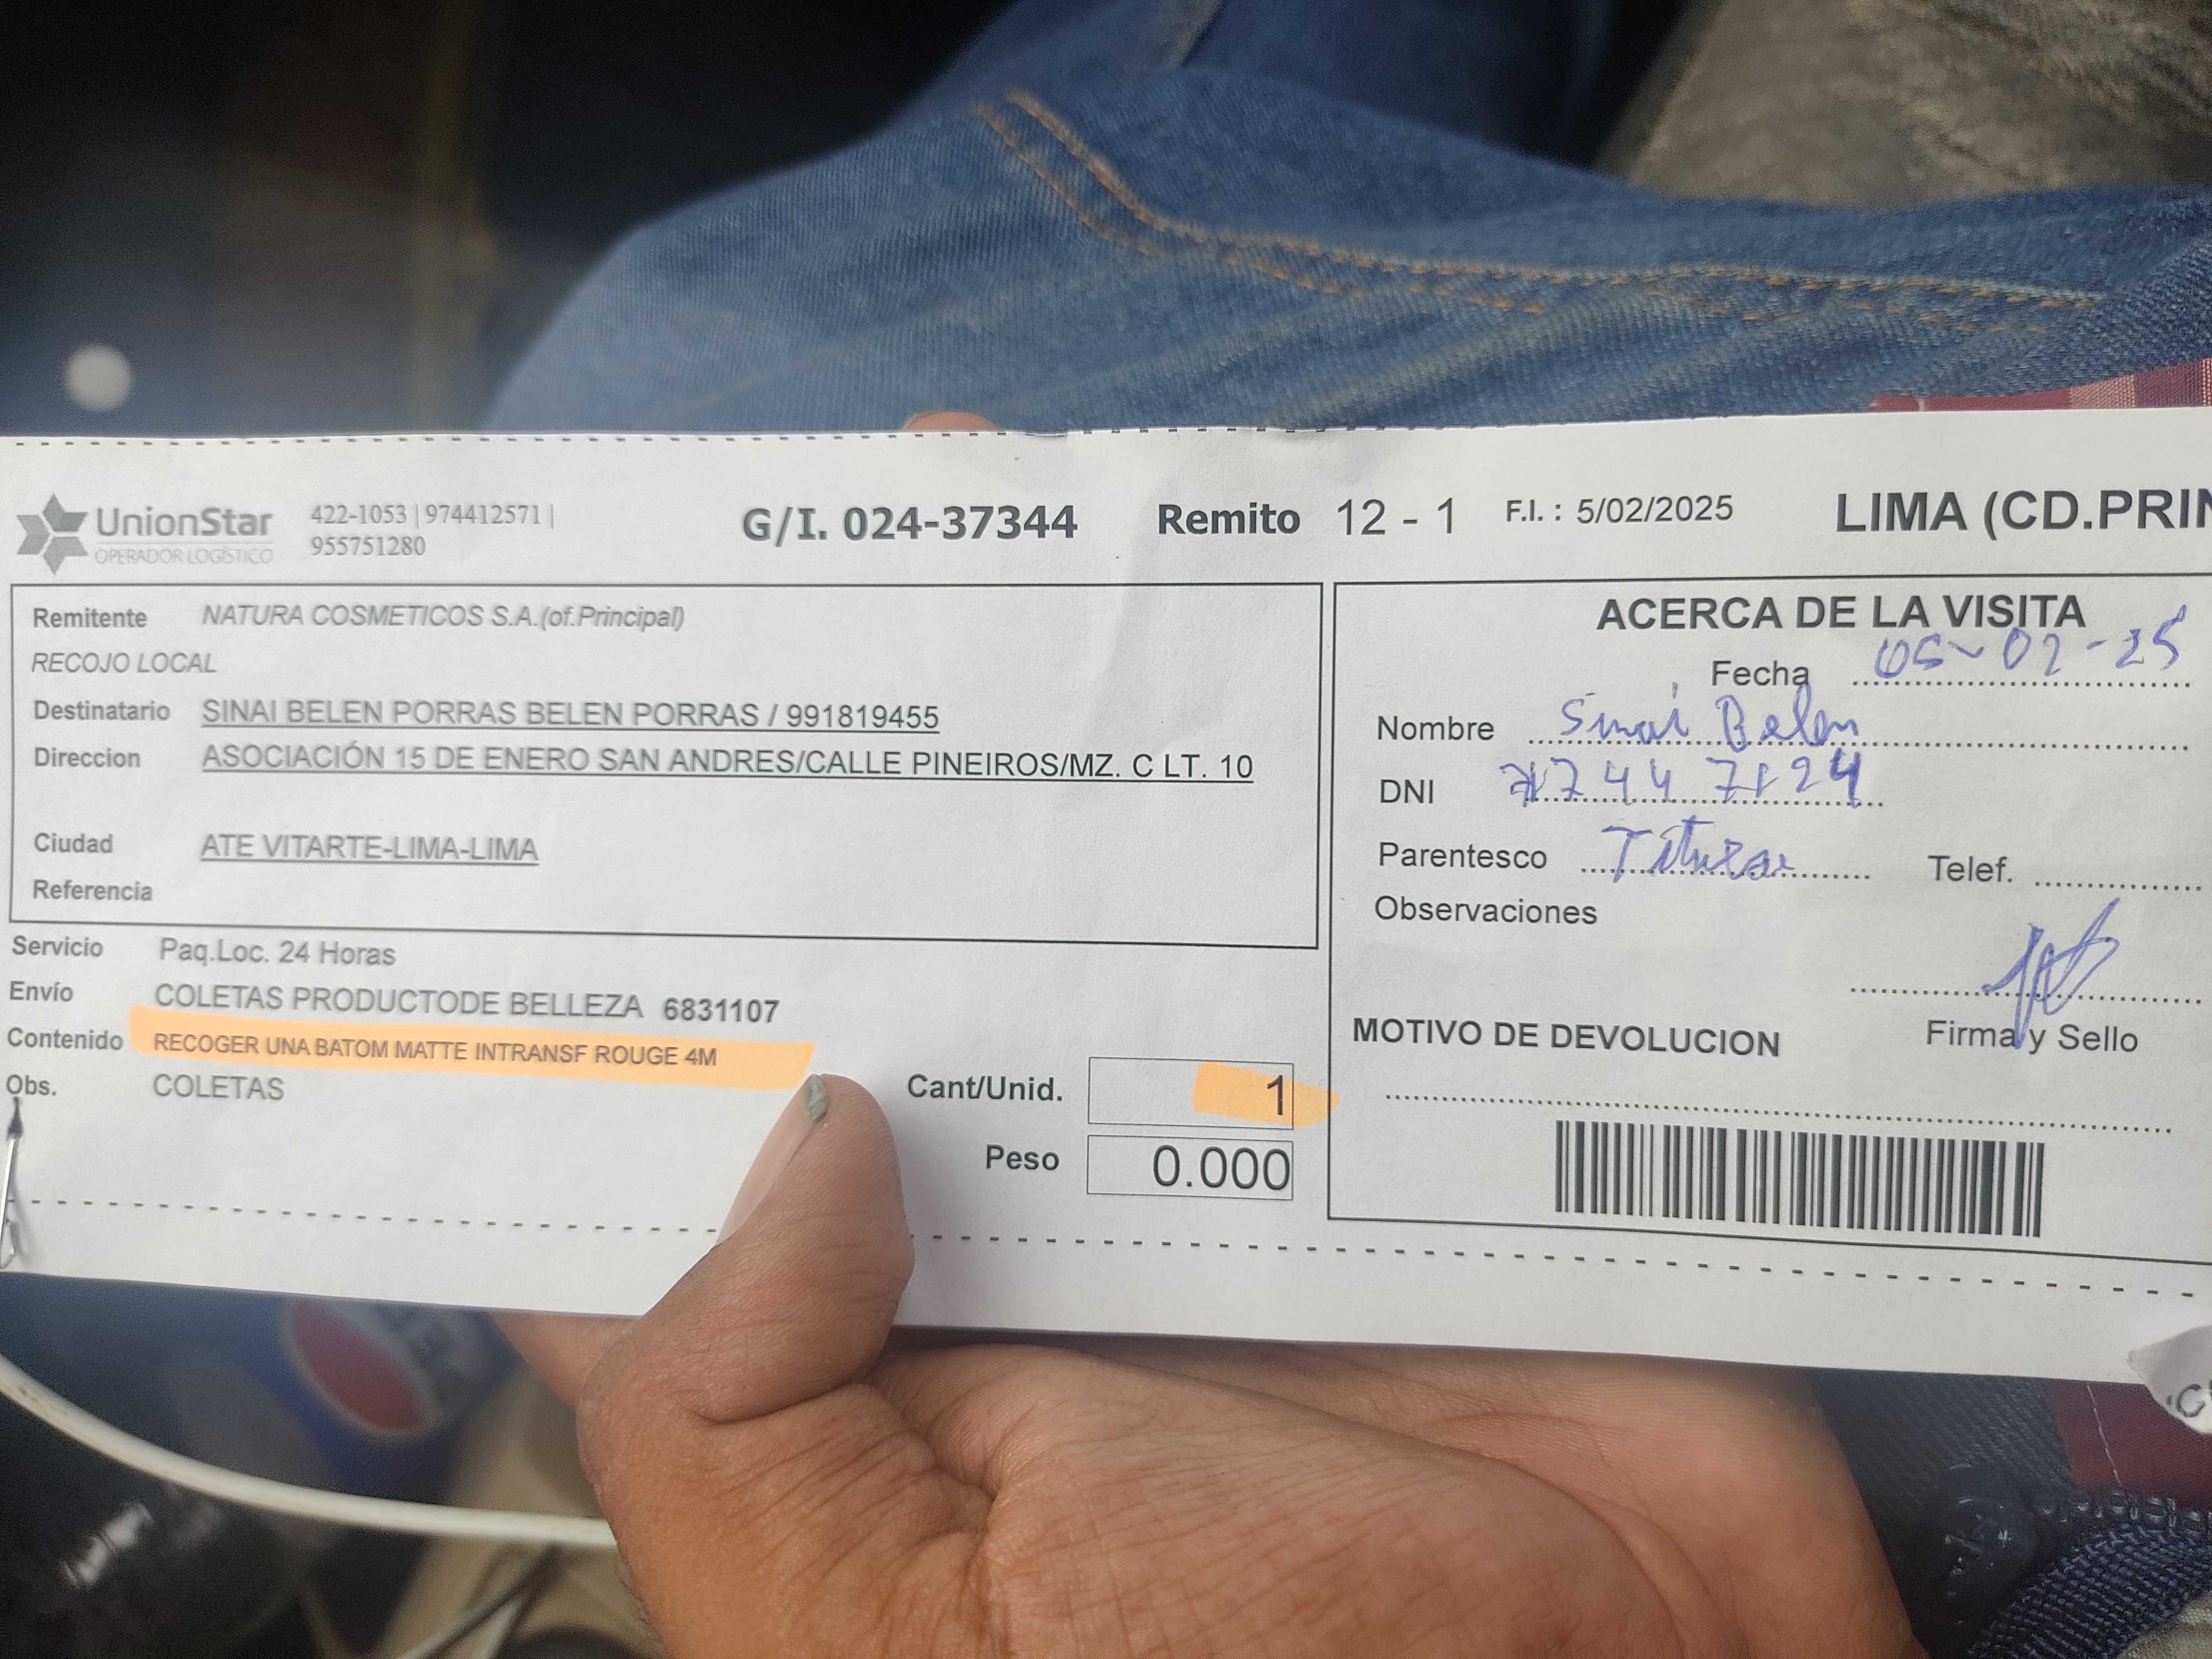 UnionStar
OPERADOR LOGÍSTICO
422-1053 | 974412571 |
955751280
G/I. 024-37344
Remito 12 - 1
F.I. : 5/02/2025
LIMA (CD.PRIN
Remitente NATURA COSMETICOS S.A.(of.Principal)
RECOJO LOCAL
Destinatario SINAI BELEN PORRAS BELEN PORRAS / 991819455
Direccion ASOCIACIÓN 15 DE ENERO SAN ANDRES/CALLE PINEIROS/MZ. C LT. 10
Ciudad ATE VITARTE-LIMA-LIMA
Referencia
Servicio Paq.Loc. 24 Horas
Envío COLETAS PRODUCTODE BELLEZA 6831107
Contenido RECOGER UNA BATOM MATTE INTRANSF ROUGE 4M
Obs. COLETAS
Cant/Unid. 1
Peso 0.000
ACERCA DE LA VISITA
Fecha 05-02-25
Nombre Sinai Belen
DNI
Parentesco Titular
Telef.
Observaciones
Firma y Sello
MOTIVO DE DEVOLUCION